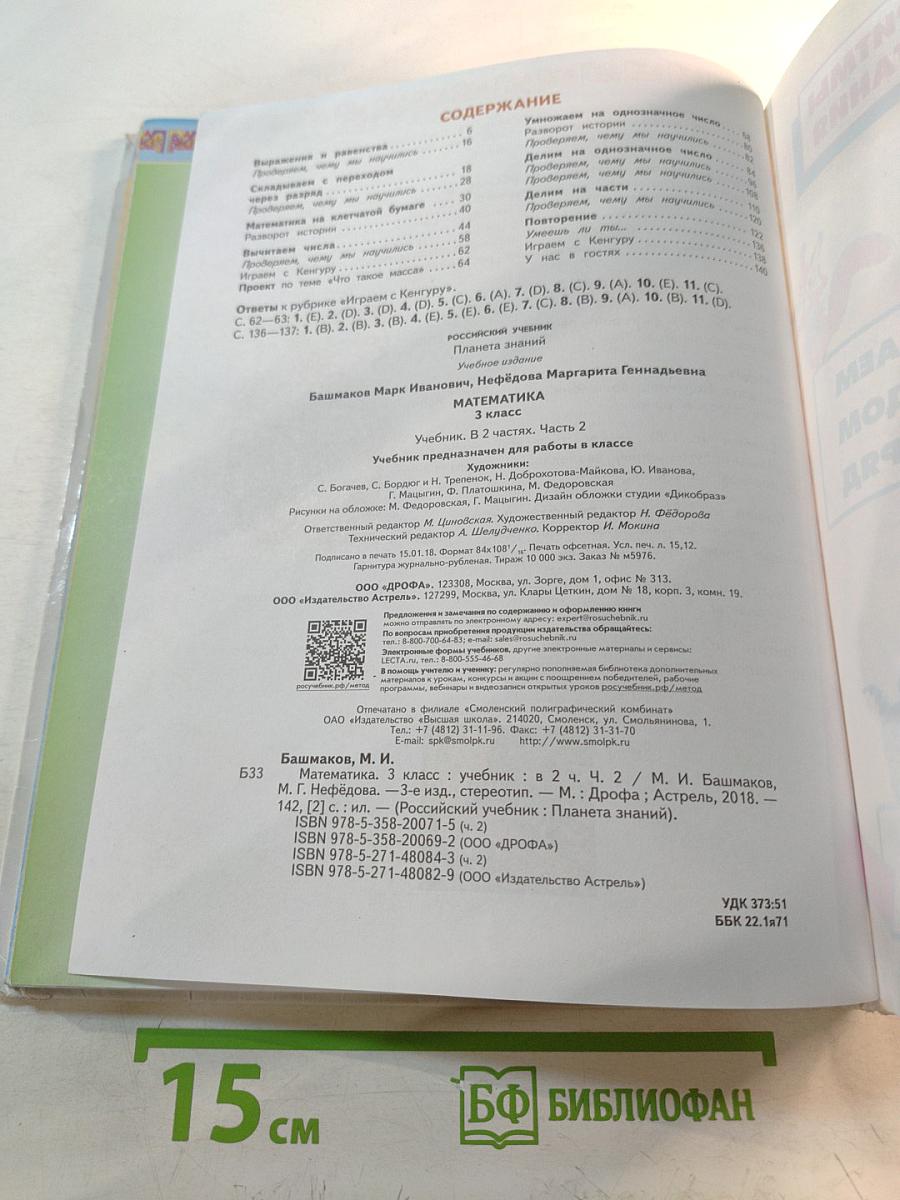 СОДЕРЖАНИЕ
Выражения и равенства 6
Проверяем, чему мы научились 16
Складываем с переходом
через разряд 18
Проверяем, чему мы научились 28
Математика на клетчатой бумаге 30
Разворот истории 40
Вычитаем числа 44
Проверяем, чему мы научились 58
Играем с Кенгуру 62
Проект по теме «Что такое масса» 64
Умножаем на однозначное число 68
Разворот истории 80
Проверяем, чему мы научились 82
Делим на однозначное число 84
Проверяем, чему мы научились 96
Проверяем, чему мы научились 108
Делим на части 110
Проверяем, чему мы научились 120
Повторение 122
Умеешь ли ты...
Играем с Кенгуру 136
У нас в гостях 138
140
Ответы к рубрике «Играем с Кенгуру».
С. 62—63: 1. (E). 2. (D). 3. (D). 4. (D). 5. (C). 6. (A). 7. (D). 8. (C). 9. (A). 10. (E). 11. (C).
С. 136—137: 1. (B). 2. (B). 3. (B). 4. (E). 5. (E). 6. (E). 7. (C). 8. (B). 9. (A). 10. (B). 11. (D).
РОССИЙСКИЙ УЧЕБНИК
Планета знаний
Учебное издание
Башмаков Марк Иванович, Нефёдова Маргарита Геннадьевна
МАТЕМАТИКА
3 класс
Учебник. В 2 частях. Часть 2
Учебник предназначен для работы в классе
Художники:
С. Богачев, С. Бордюг и Н. Трепенок, Н. Доброхотова-Майкова, Ю. Иванова,
Г. Мацыгин, Ф. Платошкина, М. Федоровская
Рисунки на обложке: М. Федоровская, Г. Мацыгин. Дизайн обложки студии «Дикобраз»
Ответственный редактор М. Циновская. Художественный редактор Н. Фёдорова
Технический редактор А. Шелудченко. Корректор И. Мокина
Подписано в печать 15.01.18. Формат 84х108¹/₁₆. Печать офсетная. Усл. печ. л. 15,12.
Гарнитура журнально-рубленая. Тираж 10 000 экз. Заказ № м5976.
ООО «ДРОФА». 123308, Москва, ул. Зорге, дом 1, офис № 313.
ООО «Издательство Астрель». 127299, Москва, ул. Клары Цеткин, дом № 18, корп. 3, комн. 19.
Предложения и замечания по содержанию и оформлению книги
можно отправлять по электронному адресу: expert@rosuchebnik.ru
По вопросам приобретения продукции издательства обращайтесь:
тел.: 8-800-700-64-83; e-mail: sales@rosuchebnik.ru
Электронные формы учебников, другие электронные материалы и сервисы:
LECTA.ru, тел.: 8-800-555-46-68
В помощь учителю и ученику: регулярно пополняемая библиотека дополнительных
материалов к урокам, конкурсы и акции с поощрением победителей, рабочие
программы, вебинары и видеозаписи открытых уроков росучебник.рф/метод
росучебник.рф/метод
Отпечатано в филиале «Смоленский полиграфический комбинат»
ОАО «Издательство «Высшая школа». 214020, Смоленск, ул. Смольянинова, 1.
Тел.: +7 (4812) 31-11-96. Факс: +7 (4812) 31-31-70
E-mail: spk@smolpk.ru http://www.smolpk.ru
Башмаков, М. И.
Б33 Математика. 3 класс : учебник : в 2 ч. Ч. 2 / М. И. Башмаков,
М. Г. Нефёдова. —3-е изд., стереотип. — М. : Дрофа ; Астрель, 2018. —
142, [2] с. : ил. — (Российский учебник : Планета знаний).
ISBN 978-5-358-20071-5 (ч. 2)
ISBN 978-5-358-20069-2 (ООО «ДРОФА»)
ISBN 978-5-271-48084-3 (ч. 2)
ISBN 978-5-271-48082-9 (ООО «Издательство Астрель»)
УДК 373:51
ББК 22.1я71
15 см
БФ БИБЛИОФАН